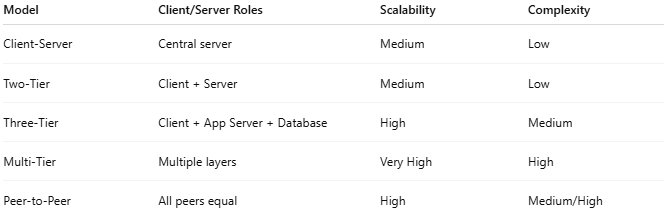 Model Client/Server Roles Scalability Complexity
Client-Server Central server Medium Low
Two-Tier Client + Server Medium Low
Three-Tier Client + App Server + Database High Medium
Multi-Tier Multiple layers Very High High
Peer-to-Peer All peers equal High Medium/High